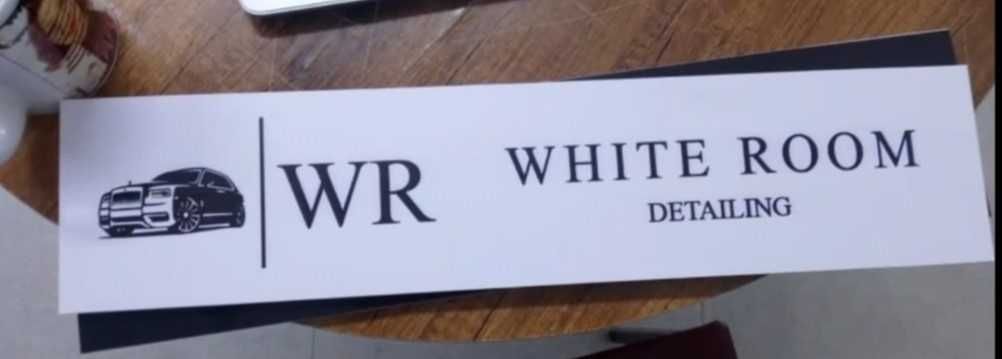 WR
WHITE ROOM
DETAILING